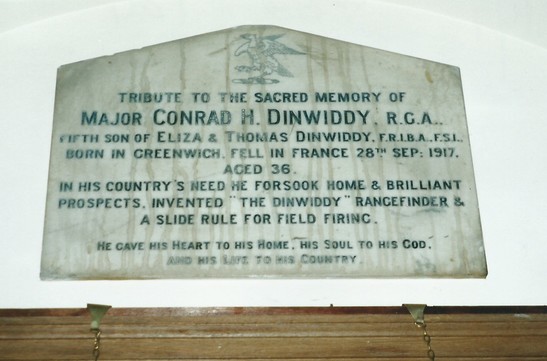 TRIBUTE TO THE SACRED MEMORY OF
MAJOR CONRAD H. DINWIDDY, R.G.A.,
FIFTH SON OF ELIZA & THOMAS DINWIDDY, F.R.I.B.A., F.S.I.,
BORN IN GREENWICH, FELL IN FRANCE 28TH SEP: 1917,
AGED 36.
IN HIS COUNTRY'S NEED HE FORSOOK HOME & BRILLIANT
PROSPECTS, INVENTED "THE DINWIDDY" RANGEFINDER &
A SLIDE RULE FOR FIELD FIRING.
HE GAVE HIS HEART TO HIS HOME, HIS SOUL TO HIS GOD,
AND HIS LIFE TO HIS COUNTRY.